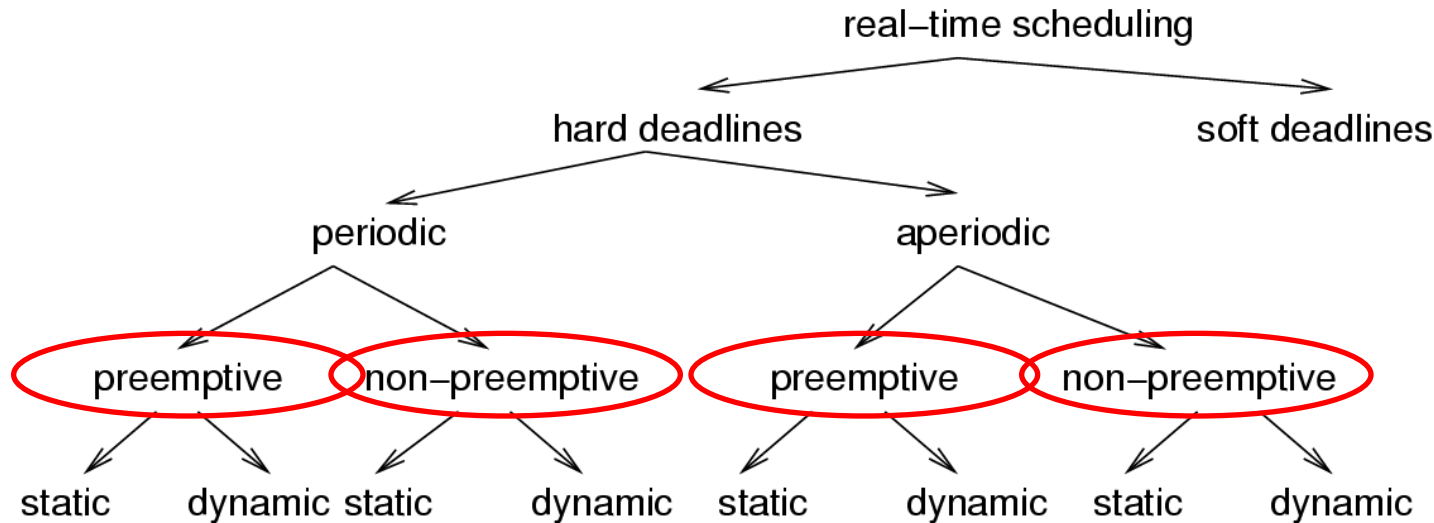 real−time scheduling
hard deadlines soft deadlines
periodic aperiodic
preemptive non−preemptive preemptive non−preemptive
static dynamic static dynamic static dynamic static dynamic